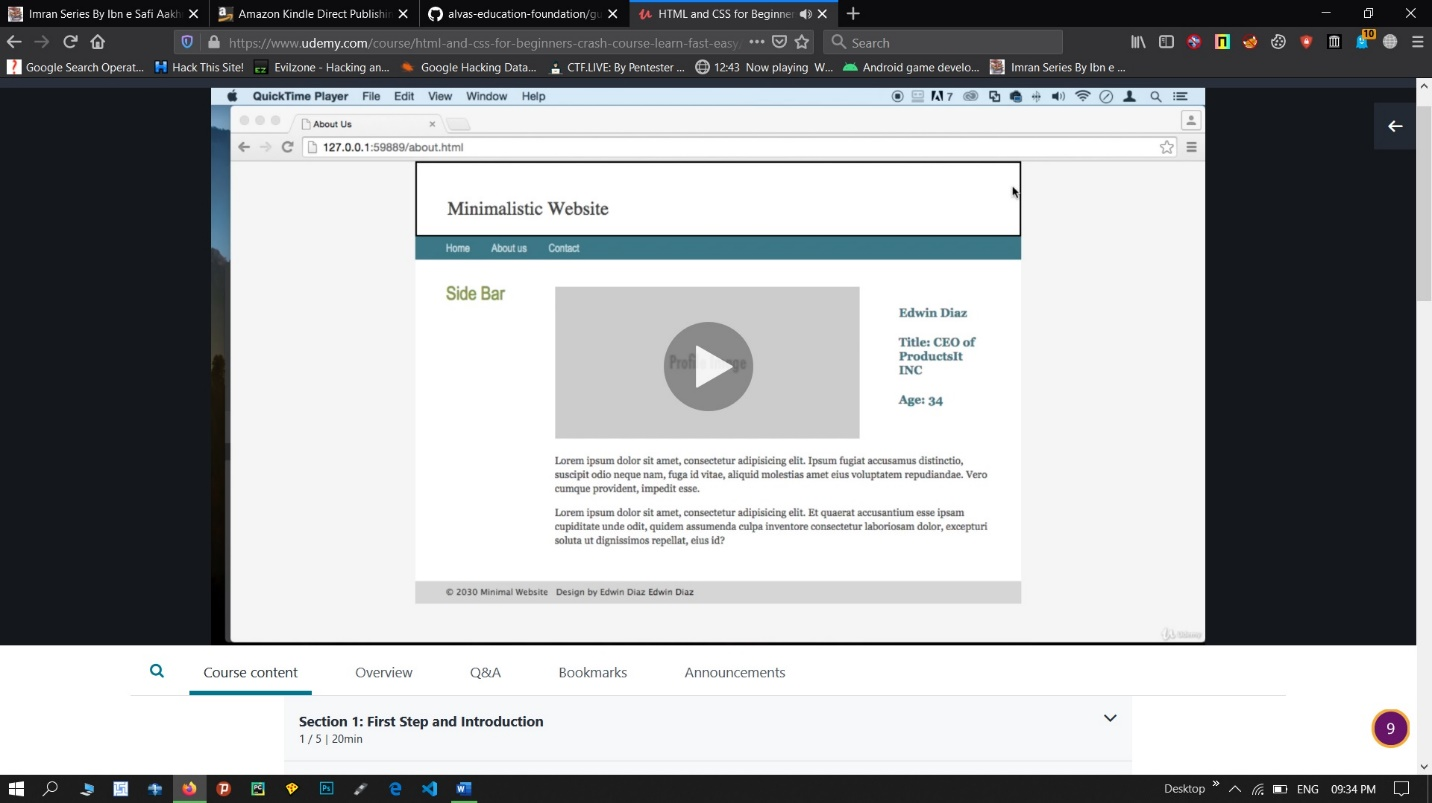 Imran Series By Ibn e Safi Aakh
Amazon Kindle Direct Publishin
alvas-education-foundation/gu
HTML and CSS for Beginner
https://www.udemy.com/course/html-and-css-for-beginners-crash-course-learn-fast-easy/
Search
10
Google Search Operat...
Hack This Site!
ez
Evilzone - Hacking an...
Google Hacking Data...
CTF.LIVE: By Pentester ...
12:43 Now playing W...
Android game develo...
Imran Series By Ibn e ...
QuickTime Player File Edit View Window Help
7
About Us
127.0.0.1:59889/about.html
Minimalistic Website
Home About us Contact
Side Bar
Edwin Diaz
Title: CEO of
ProductsIt
INC
Age: 34
Lorem ipsum dolor sit amet, consectetur adipisicing elit. Ipsum fugiat accusamus distinctio,
suscipit odio neque nam, fuga id vitae, aliquid molestias amet eius voluptatem repudiandae. Vero
cumque provident, impedit esse.
Lorem ipsum dolor sit amet, consectetur adipisicing elit. Et quaerat accusantium esse ipsam
cupiditate unde odit, quidem assumenda culpa inventore consectetur laboriosam dolor, excepturi
soluta ut dignissimos repellat, eius id?
© 2030 Minimal Website Design by Edwin Diaz Edwin Diaz
Udemy
Course content
Overview
Q&A
Bookmarks
Announcements
Section 1: First Step and Introduction
1 / 5 | 20min
9
Desktop
ENG
09:34 PM